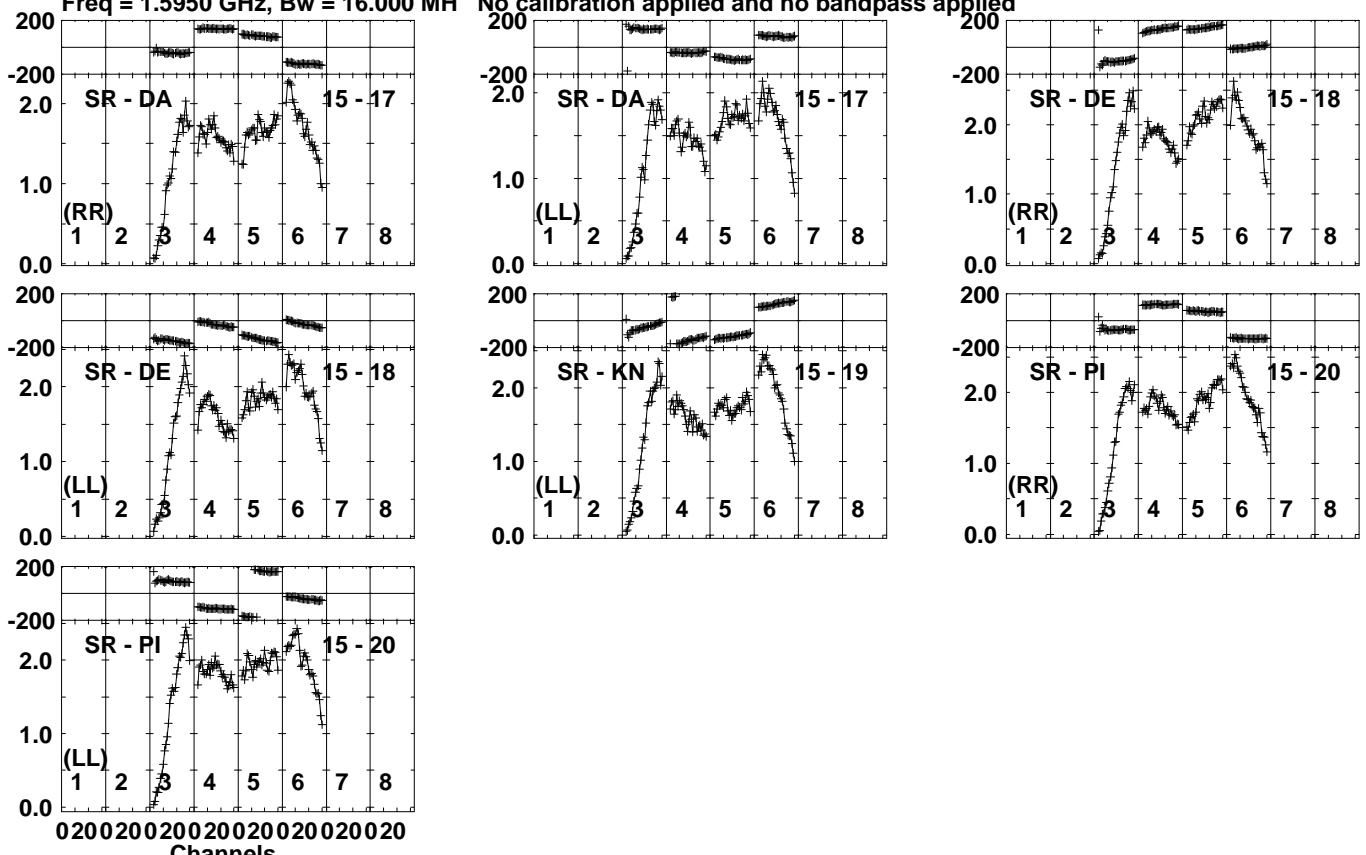 Freq = 1.5950 GHz, Bw = 16.000 MH No calibration applied and no bandpass applied
200 200 200
-200 -200 -200
SR - DA 15 - 17 SR - DA 15 - 17 SR - DE 15 - 18
2.0 2.0 2.0
1.0 1.0 1.0
(RR) (LL) (RR)
1 2 3 4 5 6 7 8 1 2 3 4 5 6 7 8 1 2 3 4 5 6 7 8
0.0 0.0 0.0
200 200 200
-200 -200 -200
SR - DE 15 - 18 SR - KN 15 - 19 SR - PI 15 - 20
2.0 2.0 2.0
1.0 1.0 1.0
(LL) (LL) (RR)
1 2 3 4 5 6 7 8 1 2 3 4 5 6 7 8 1 2 3 4 5 6 7 8
0.0 0.0 0.0
200
-200
SR - PI 15 - 20
2.0
1.0
(LL)
1 2 3 4 5 6 7 8
0.0
0 20 0 20 0 20 0 20 0 20 0 20 0 20 0 20
Channels